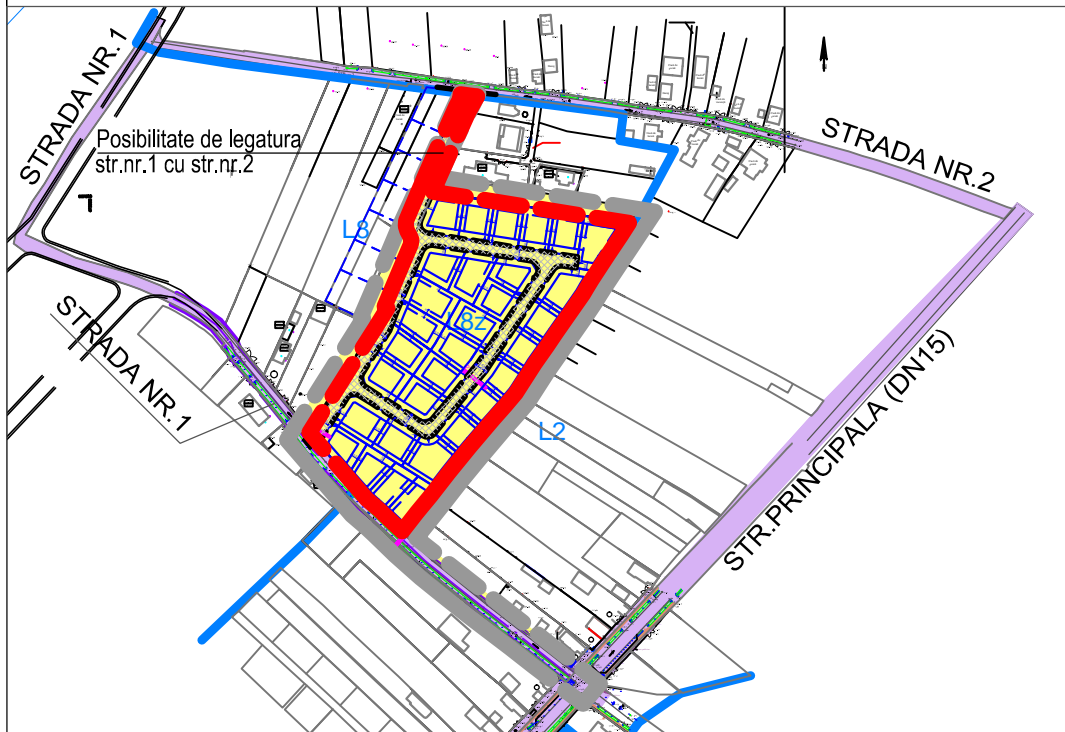 STRADA NR.1
Posibilitate de legatura
str.nr.1 cu str.nr.2
STRADA NR.2
L8
L8z
STRADA NR.1
L2
STR.PRINCIPALA (DN15)